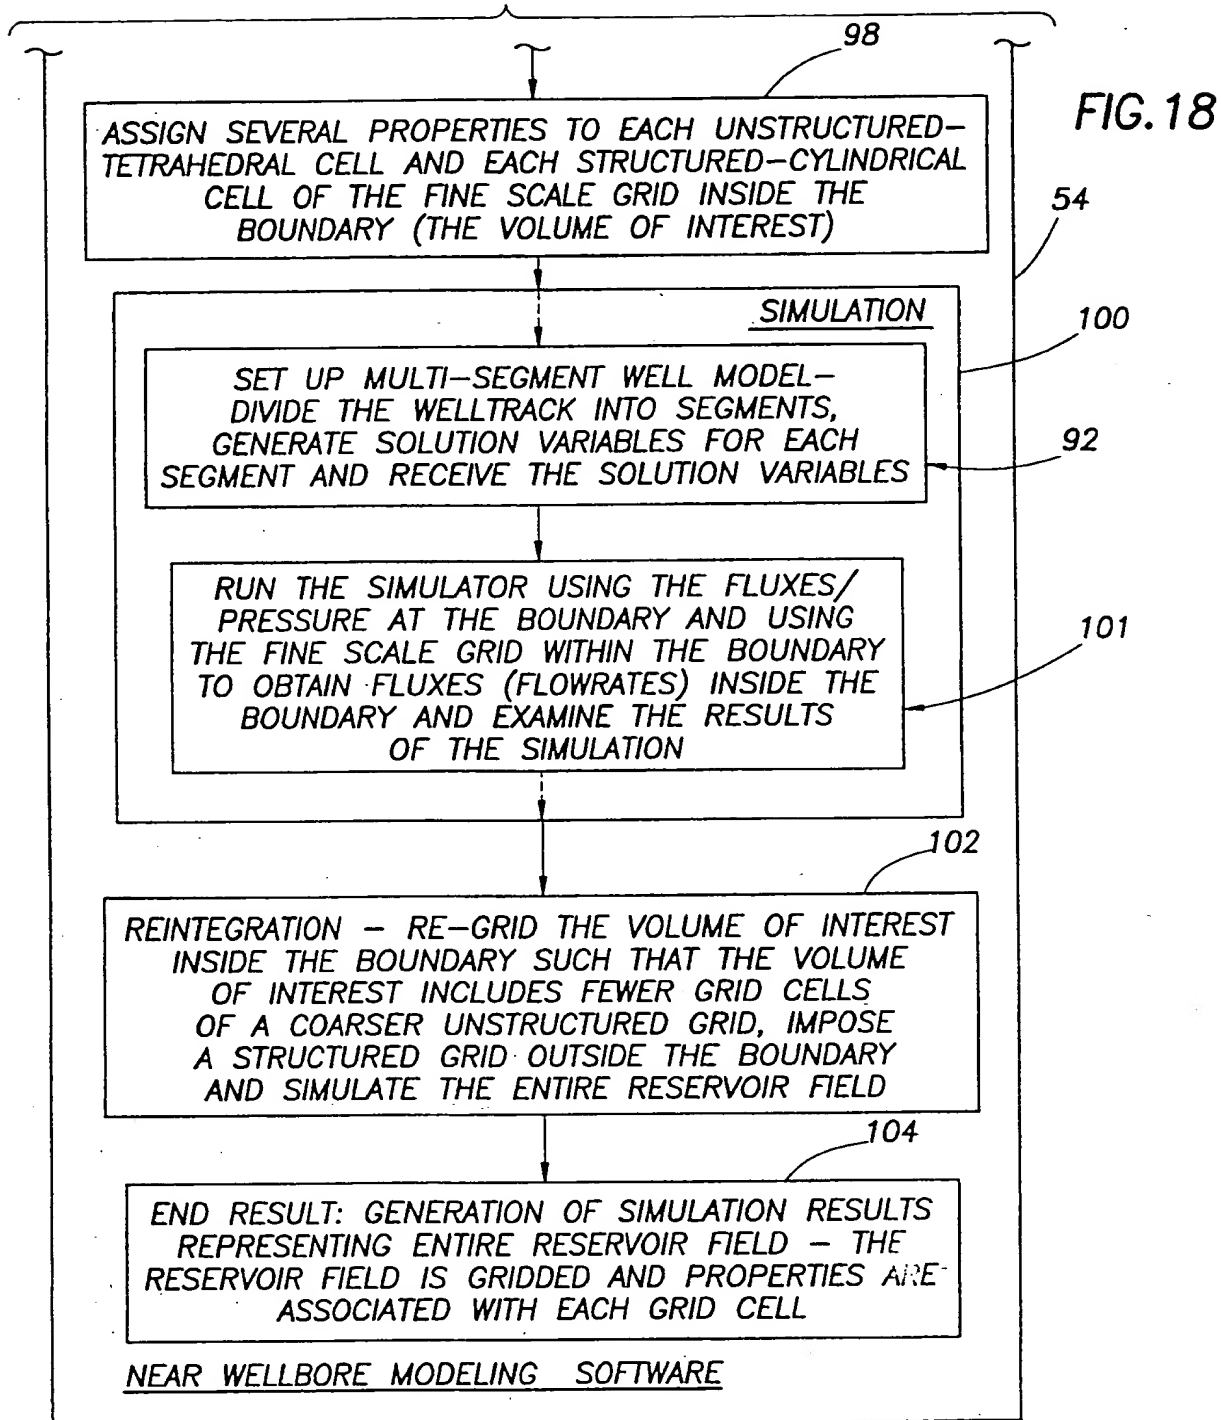 98
FIG.18
ASSIGN SEVERAL PROPERTIES TO EACH UNSTRUCTURED-
TETRAHEDRAL CELL AND EACH STRUCTURED-CYLINDRICAL
CELL OF THE FINE SCALE GRID INSIDE THE
BOUNDARY (THE VOLUME OF INTEREST)
54
SIMULATION
100
SET UP MULTI-SEGMENT WELL MODEL-
DIVIDE THE WELLTRACK INTO SEGMENTS,
GENERATE SOLUTION VARIABLES FOR EACH
SEGMENT AND RECEIVE THE SOLUTION VARIABLES
92
RUN THE SIMULATOR USING THE FLUXES/
PRESSURE AT THE BOUNDARY AND USING
THE FINE SCALE GRID WITHIN THE BOUNDARY
TO OBTAIN FLUXES (FLOWRATES) INSIDE THE
BOUNDARY AND EXAMINE THE RESULTS
OF THE SIMULATION
101
102
REINTEGRATION - RE-GRID THE VOLUME OF INTEREST
INSIDE THE BOUNDARY SUCH THAT THE VOLUME
OF INTEREST INCLUDES FEWER GRID CELLS
OF A COARSER UNSTRUCTURED GRID, IMPOSE
A STRUCTURED GRID OUTSIDE THE BOUNDARY
AND SIMULATE THE ENTIRE RESERVOIR FIELD
104
END RESULT: GENERATION OF SIMULATION RESULTS
REPRESENTING ENTIRE RESERVOIR FIELD - THE
RESERVOIR FIELD IS GRIDDED AND PROPERTIES ARE
ASSOCIATED WITH EACH GRID CELL
NEAR WELLBORE MODELING SOFTWARE